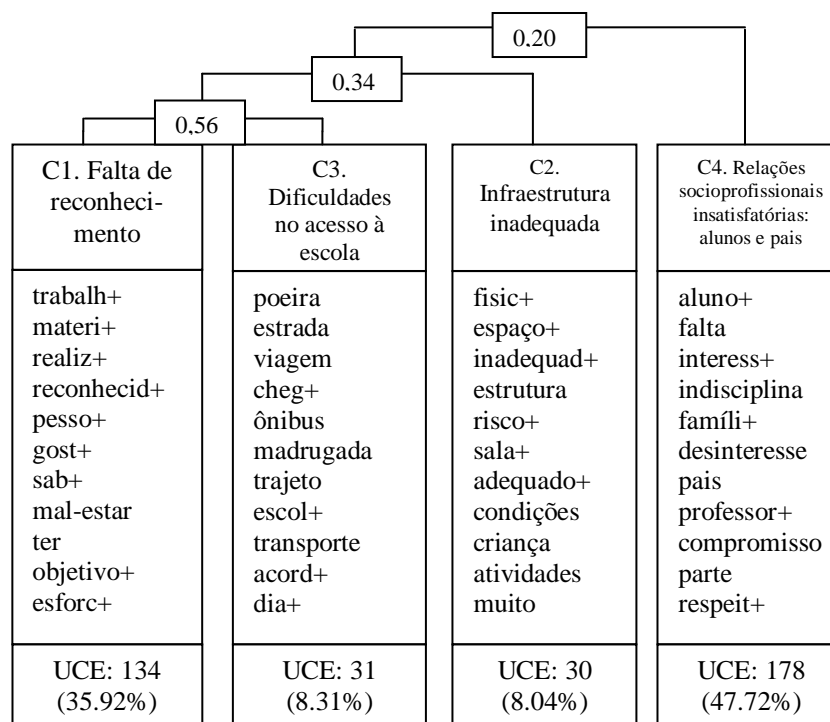 0,20
0,34
0,56
C1. Falta de
reconheci-
mento
trabalh+
materi+
realiz+
reconhecid+
pesso+
gost+
sab+
mal-estar
ter
objetivo+
esforc+
UCE: 134
(35.92%)
C3.
Dificuldades
no acesso à
escola
poeira
estrada
viagem
cheg+
ônibus
madrugada
trajeto
escol+
transporte
acord+
dia+
UCE: 31
(8.31%)
C2.
Infraestrutura
inadequada
fisic+
espaço+
inadequad+
estrutura
risco+
sala+
adequado+
condições
criança
atividades
muito
UCE: 30
(8.04%)
C4. Relações
socioprofissionais
insatisfatórias:
alunos e pais
aluno+
falta
interess+
indisciplina
famíli+
desinteresse
pais
professor+
compromisso
parte
respeit+
UCE: 178
(47.72%)